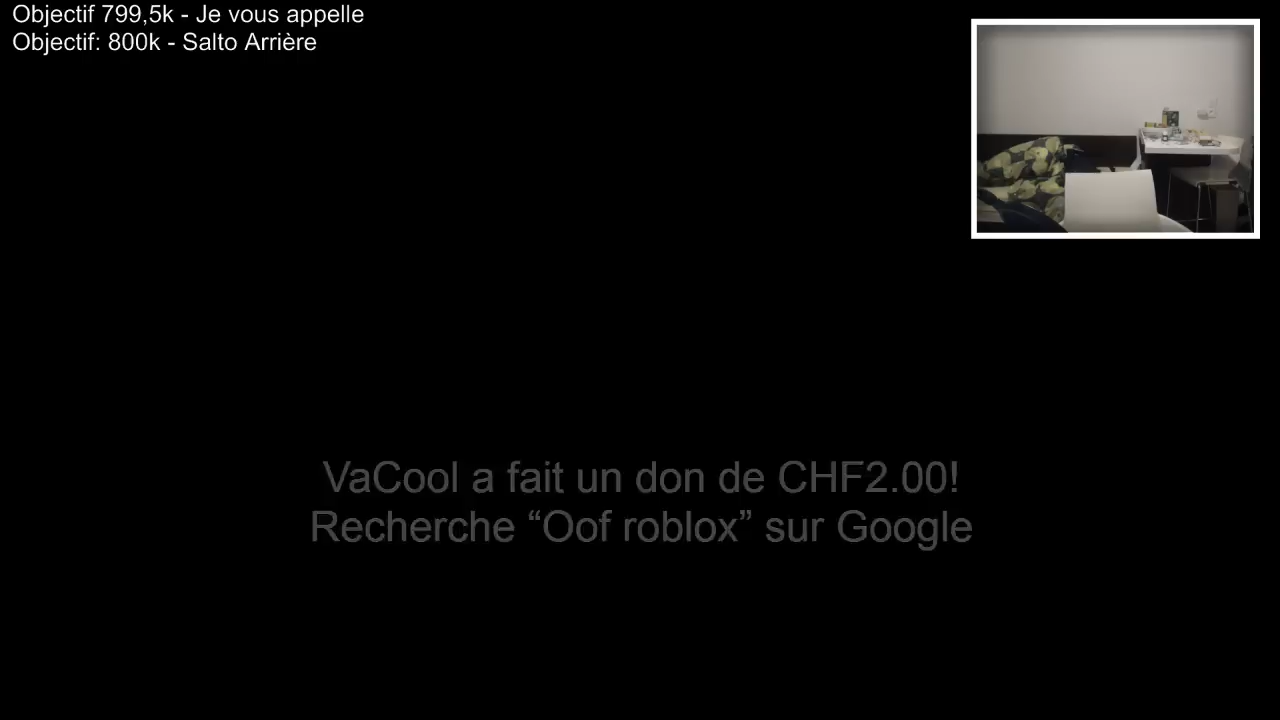 Objectif 799,5k - Je vous appelle
Objectif: 800k - Salto Arrière
VaCool a fait un don de CHF2.00!
Recherche “Oof roblox” sur Google